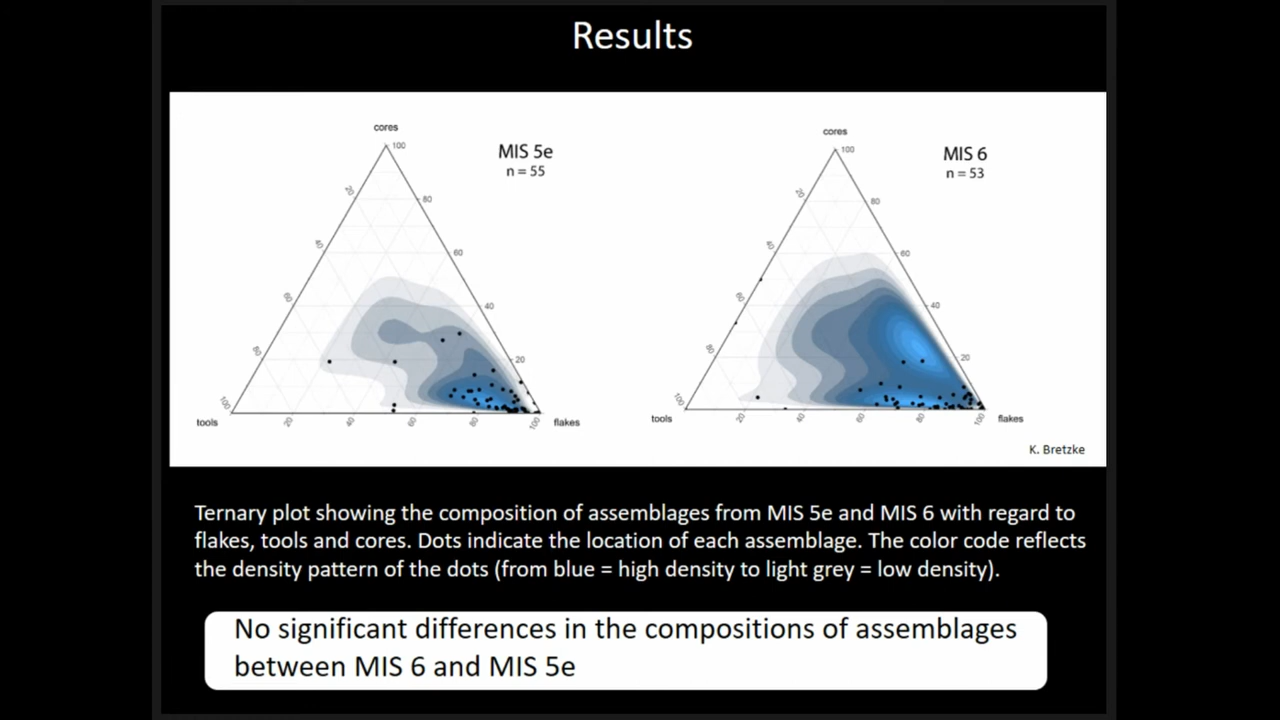 Results
cores
100
MIS 5e
n = 55
20
80
40
60
60
40
80
20
100
tools
20
40
60
80
100
flakes
cores
100
MIS 6
n = 53
20
80
40
60
60
40
80
20
100
tools
20
40
60
80
100
flakes
K. Bretzke
Ternary plot showing the composition of assemblages from MIS 5e and MIS 6 with regard to
flakes, tools and cores. Dots indicate the location of each assemblage. The color code reflects
the density pattern of the dots (from blue = high density to light grey = low density).
No significant differences in the compositions of assemblages
between MIS 6 and MIS 5e